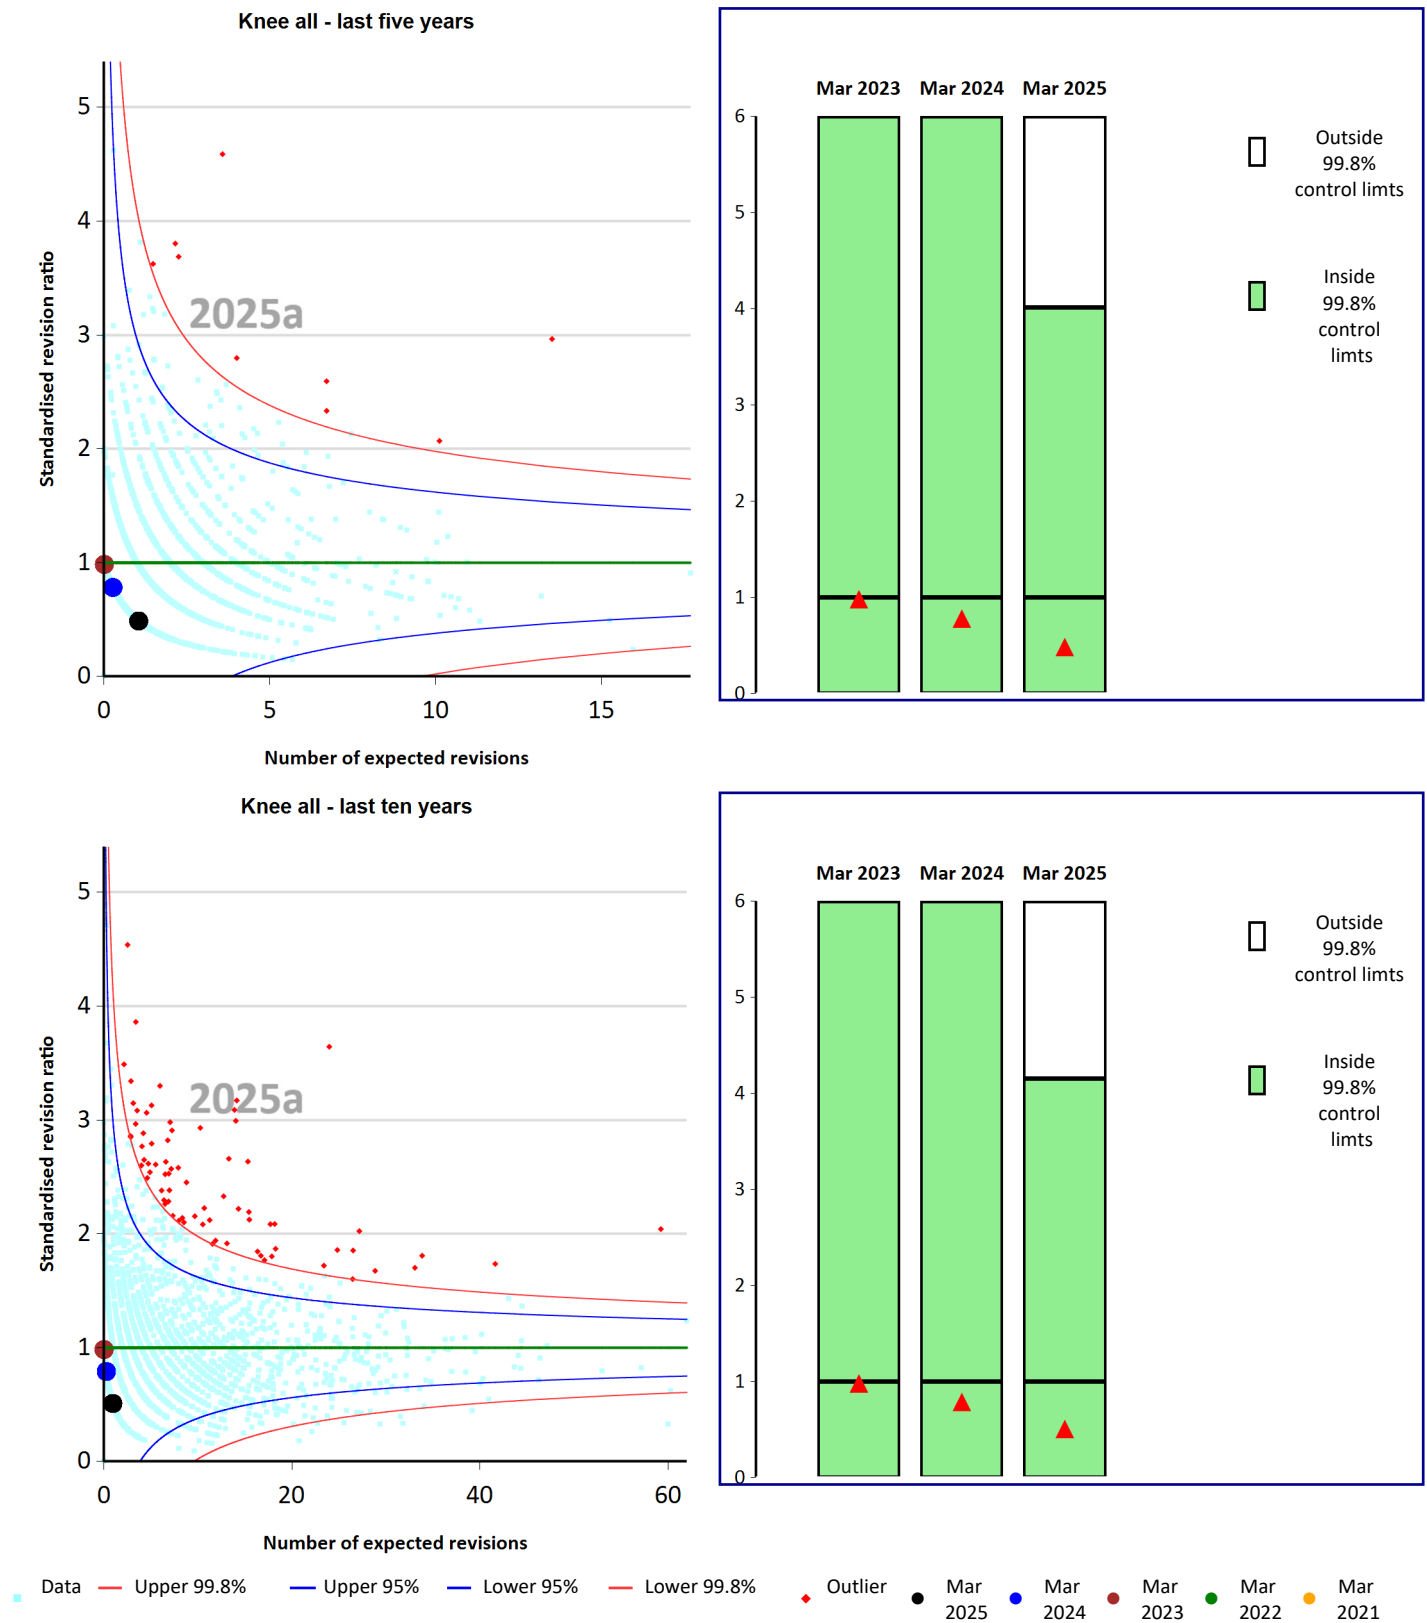 Knee all - last five years
5
4
3
2
1
0
Standardised revision ratio
2025a
0 5 10 15
Number of expected revisions
Mar 2023 Mar 2024 Mar 2025
6
5
4
3
2
1
0
Outside
99.8%
control limts
Inside
99.8%
control
limts
Knee all - last ten years
5
4
3
2
1
0
Standardised revision ratio
2025a
0 20 40 60
Number of expected revisions
Mar 2023 Mar 2024 Mar 2025
6
5
4
3
2
1
0
Outside
99.8%
control limts
Inside
99.8%
control
limts
Data Upper 99.8% Upper 95% Lower 95% Lower 99.8% Outlier Mar Mar Mar Mar Mar
2025 2024 2023 2022 2021